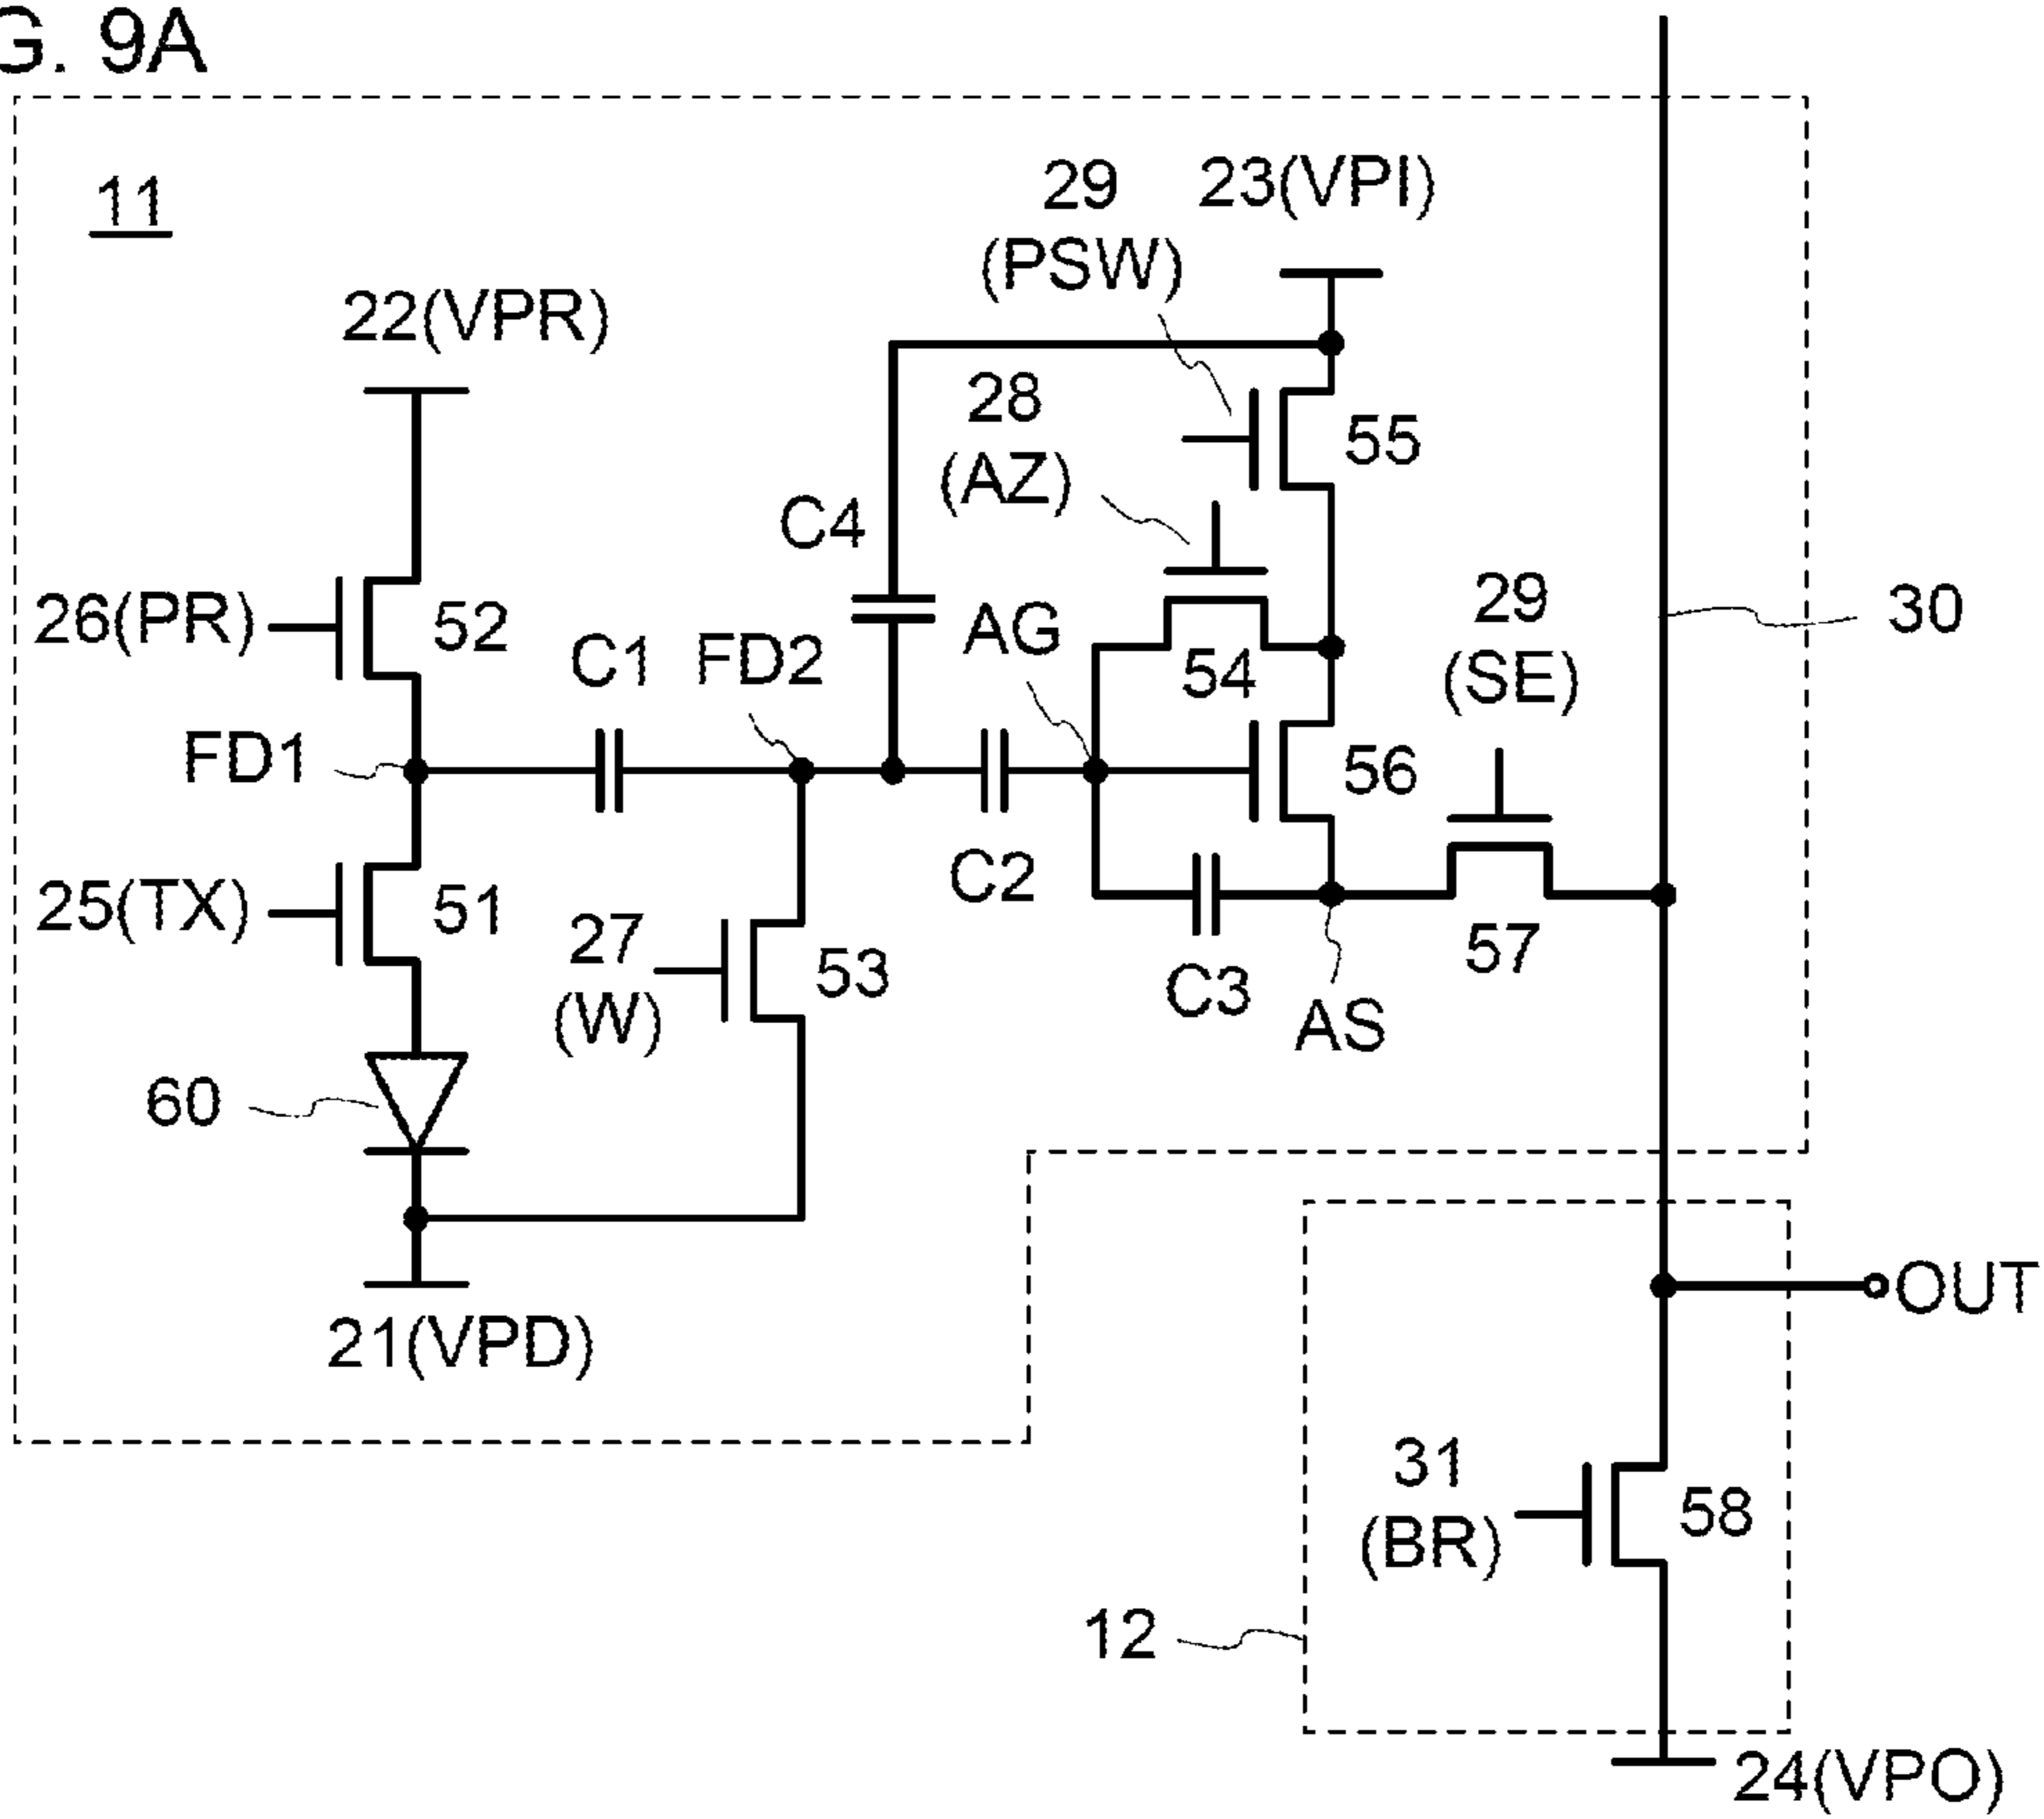 G. 9A
11
29
(PSW)
23(VPI)
22(VPR)
28
(AZ)
55
C4
26(PR)
52
C1
FD2
AG
54
29
(SE)
30
FD1
56
25(TX)
51
C2
27
(W)
53
C3
57
AS
60
21(VPD)
OUT
31
(BR)
58
12
24(VPO)